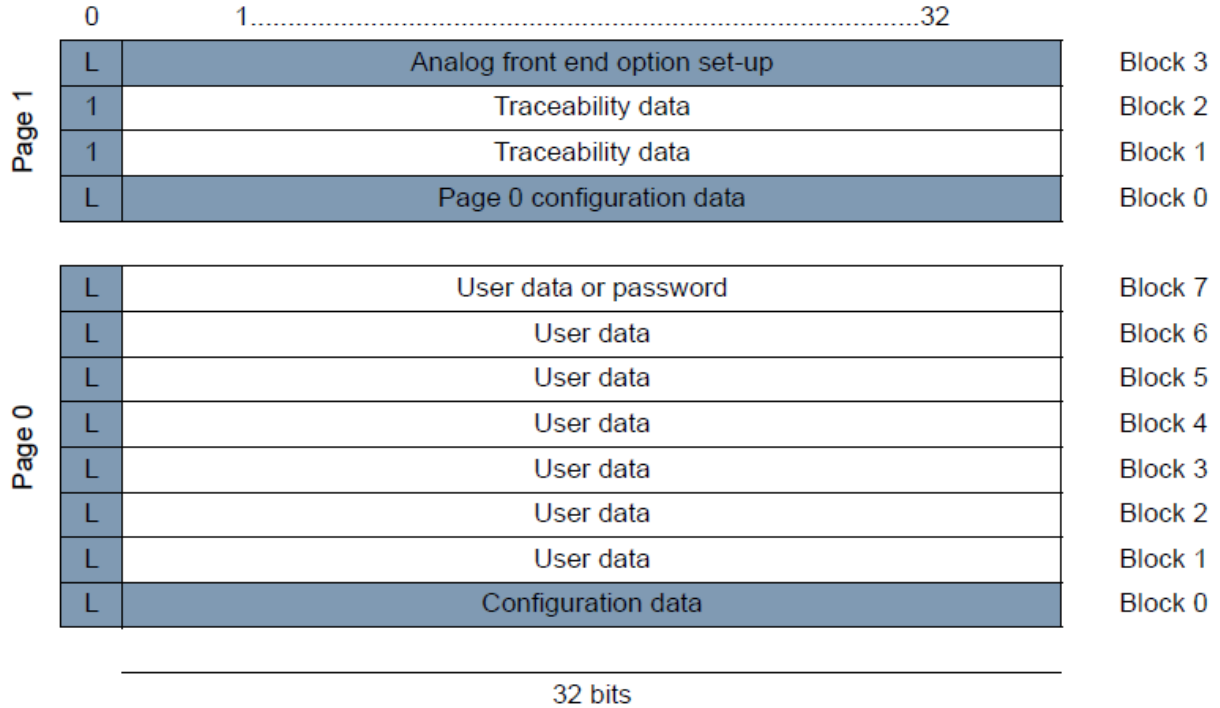 0 1...........................................................................32
L Analog front end option set-up Block 3
1 Traceability data Block 2
1 Traceability data Block 1
L Page 0 configuration data Block 0
Page 1
L User data or password Block 7
L User data Block 6
L User data Block 5
L User data Block 4
L User data Block 3
L User data Block 2
L User data Block 1
L Configuration data Block 0
Page 0
32 bits